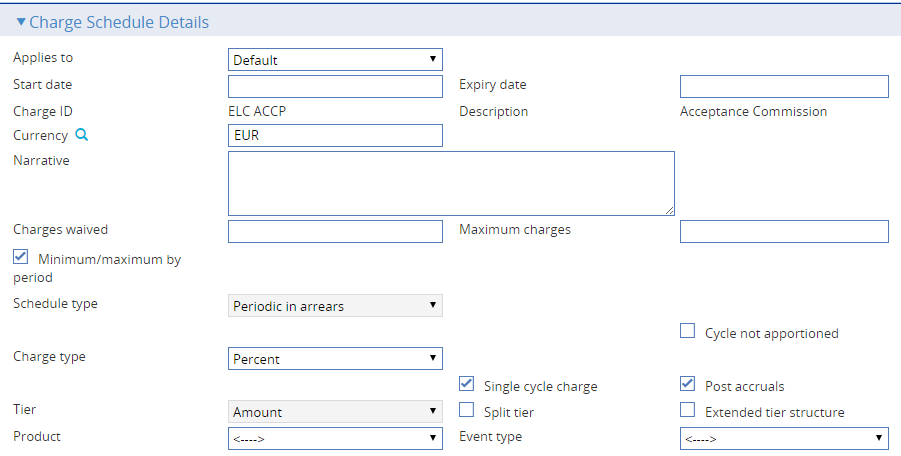 Charge Schedule Details
Applies to Default
Start date Expiry date
Charge ID ELC ACCP Description Acceptance Commission
Currency EUR
Narrative
Charges waived Maximum charges
Minimum/maximum by
period
Schedule type Periodic in arrears
Cycle not apportioned
Charge type Percent
Single cycle charge Post accruals
Tier Amount Split tier Extended tier structure
Product <----> Event type <---->